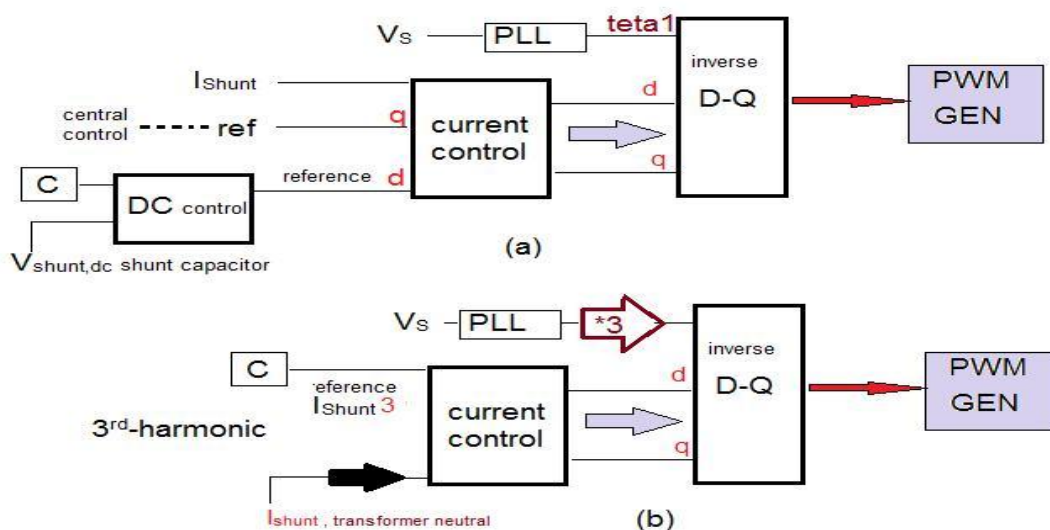 Vs PLL teta1
inverse
D-Q
PWM
GEN
IShunt
central
control ref q
current
control
d
q
C
reference d
DC control
Vshunt,dc shunt capacitor
(a)
Vs PLL *3
inverse
D-Q
PWM
GEN
C
reference
IShunt 3
3rd-harmonic
current
control
d
q
Ishunt , transformer neutral
(b)